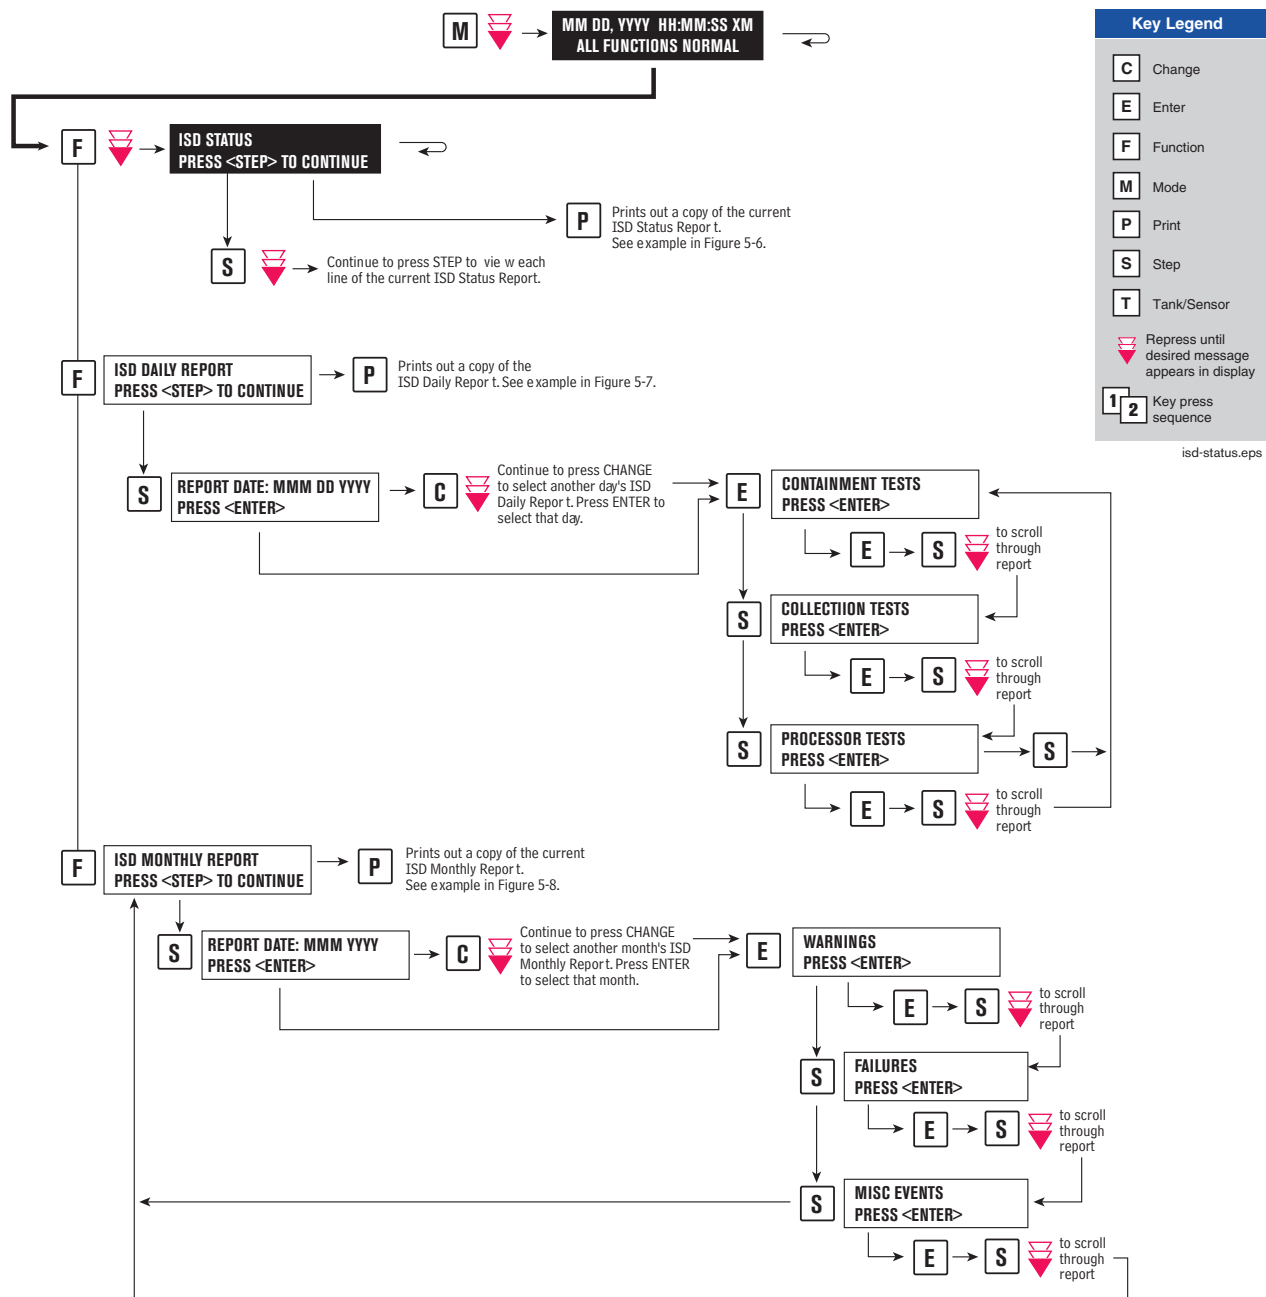 M
MM DD, YYYY HH:MM:SS XM
ALL FUNCTIONS NORMAL
Key Legend
C Change
E Enter
F Function
M Mode
P Print
S Step
T Tank/Sensor
Repress until
desired message
appears in display
1 2 Key press
sequence
isd-status.eps
F
ISD STATUS
PRESS <STEP> TO CONTINUE
P
Prints out a copy of the current
ISD Status Repor t.
See example in Figure 5-6.
S
Continue to press STEP to vie w each
line of the current ISD Status Report.
F
ISD DAILY REPORT
PRESS <STEP> TO CONTINUE
P
Prints out a copy of the
ISD Daily Repor t. See example in Figure 5-7.
S
REPORT DATE: MMM DD YYYY
PRESS <ENTER>
C
Continue to press CHANGE
to select another day's ISD
Daily Repor t. Press ENTER to
select that day.
E
CONTAINMENT TESTS
PRESS <ENTER>
E
S
to scroll
through
report
S
COLLECTIION TESTS
PRESS <ENTER>
E
S
to scroll
through
report
S
PROCESSOR TESTS
PRESS <ENTER>
S
E
S
to scroll
through
report
F
ISD MONTHLY REPORT
PRESS <STEP> TO CONTINUE
P
Prints out a copy of the current
ISD Monthly Repor t.
See example in Figure 5-8.
S
REPORT DATE: MMM YYYY
PRESS <ENTER>
C
Continue to press CHANGE
to select another month's ISD
Monthly Repor t. Press ENTER
to select that month.
E
WARNINGS
PRESS <ENTER>
E
S
to scroll
through
report
S
FAILURES
PRESS <ENTER>
E
S
to scroll
through
report
S
MISC EVENTS
PRESS <ENTER>
E
S
to scroll
through
report